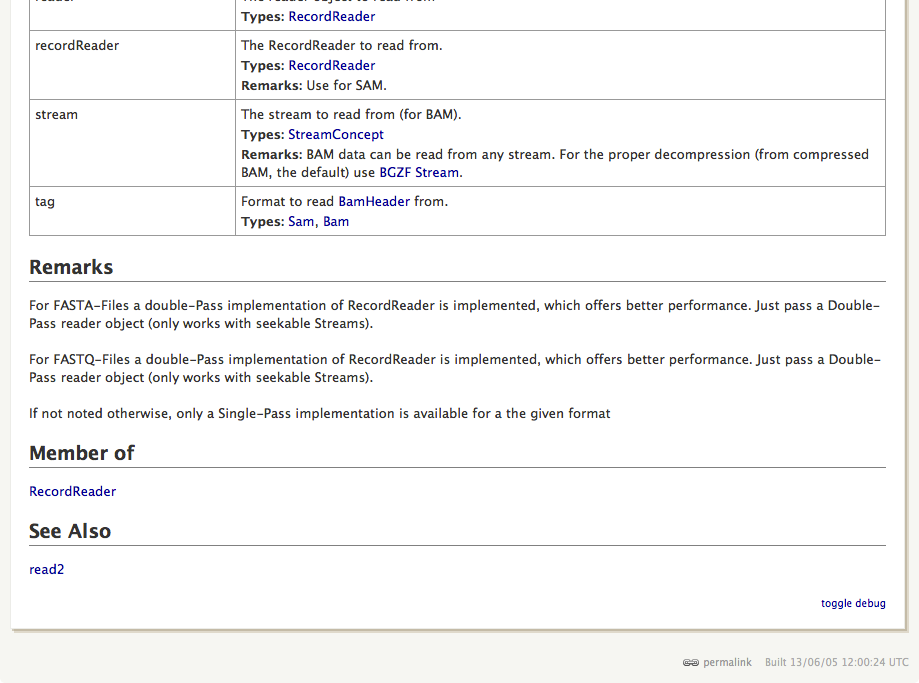 Types: RecordReader
recordReader
The RecordReader to read from.
Types: RecordReader
Remarks: Use for SAM.
stream
The stream to read from (for BAM).
Types: StreamConcept
Remarks: BAM data can be read from any stream. For the proper decompression (from compressed
BAM, the default) use BGZF Stream.
tag
Format to read BamHeader from.
Types: Sam, Bam
Remarks
For FASTA-Files a double-Pass implementation of RecordReader is implemented, which offers better performance. Just pass a Double-
Pass reader object (only works with seekable Streams).
For FASTQ-Files a double-Pass implementation of RecordReader is implemented, which offers better performance. Just pass a Double-
Pass reader object (only works with seekable Streams).
If not noted otherwise, only a Single-Pass implementation is available for a the given format
Member of
RecordReader
See Also
read2
toggle debug
permalink Built 13/06/05 12:00:24 UTC